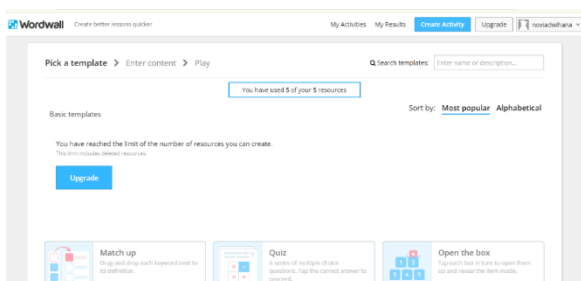 Wordwall Create better lessons quicker My Activities My Results Create Activity Upgrade noviadwihana
Pick a template > Enter content > Play Search templates: Enter name or description...
You have used 5 of your 5 resources
Basic templates Sort by: Most popular Alphabetical
You have reached the limit of the number of resources you can create.
This limit includes deleted resources.
Upgrade
Match up
Drag and drop each keyword next to
its definition.
Quiz
A series of multiple choice
questions. Tap the correct answer to
proceed.
Open the box
Tap each box in turn to open them
up and reveal the item inside.